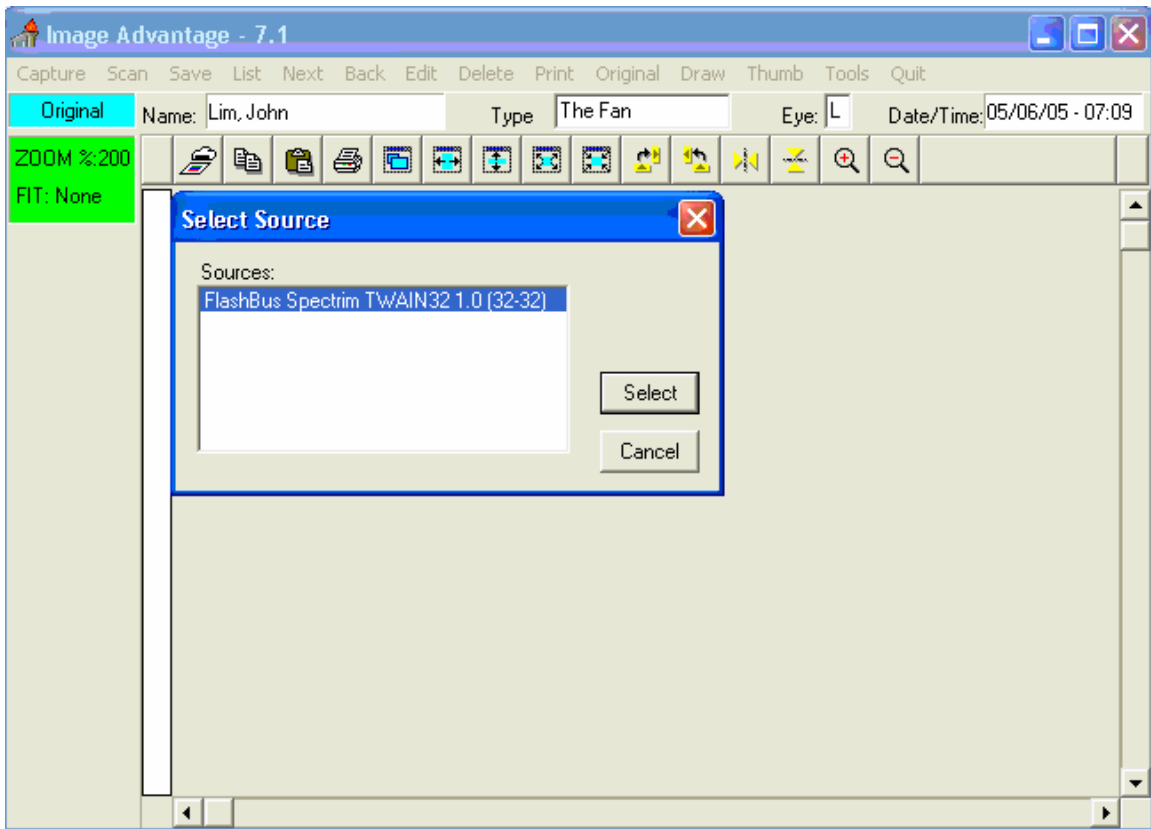 Image Advantage - 7.1
Capture Scan Save List Next Back Edit Delete Print Original Draw Thumb Tools Quit
Original Name: Lim, John Type The Fan Eye: L Date/Time: 05/06/05 - 07:09
ZOOM %:200
FIT: None
Select Source
Sources:
FlashBus Spectrim TWAIN32 1.0 (32-32)
Select
Cancel